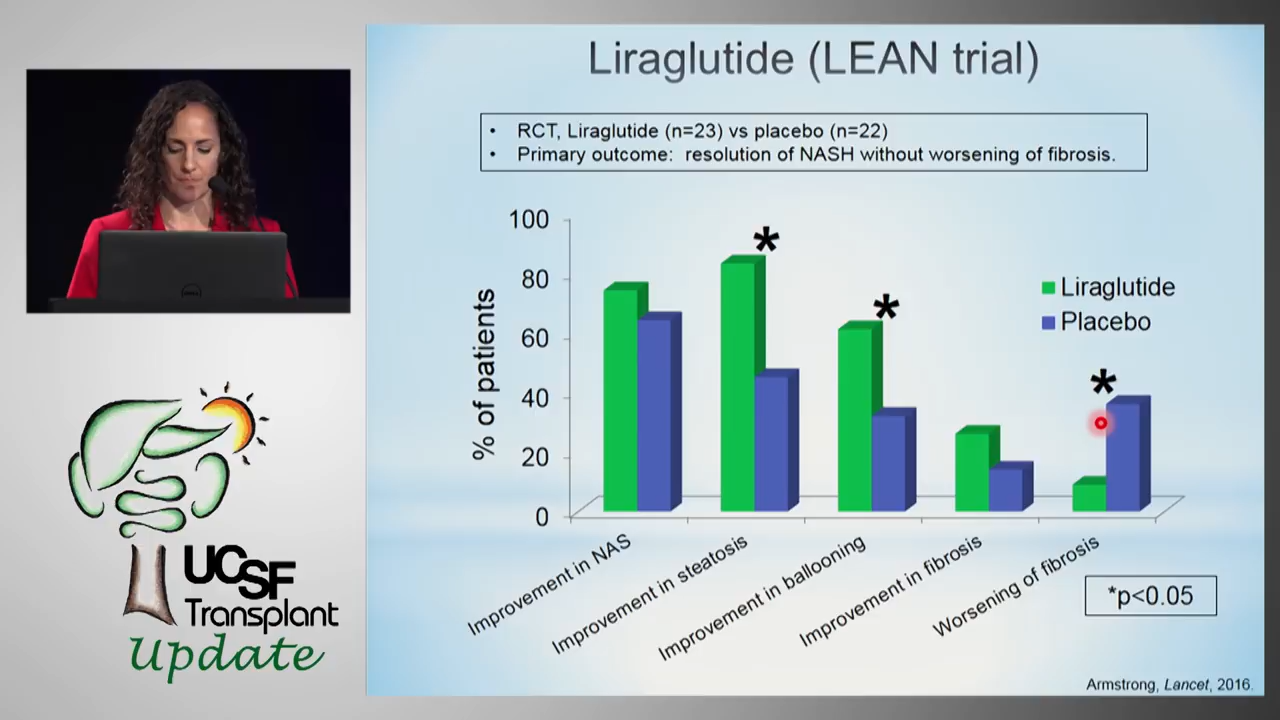 Liraglutide (LEAN trial)
• RCT, Liraglutide (n=23) vs placebo (n=22)
• Primary outcome: resolution of NASH without worsening of fibrosis.
100
80
60
40
20
0
% of patients
*
*
*
Liraglutide
Placebo
Improvement in NAS
Improvement in steatosis
Improvement in ballooning
Improvement in fibrosis
Worsening of fibrosis
*p<0.05
Armstrong, Lancet, 2016.
DELL
UCSF
Transplant
Update